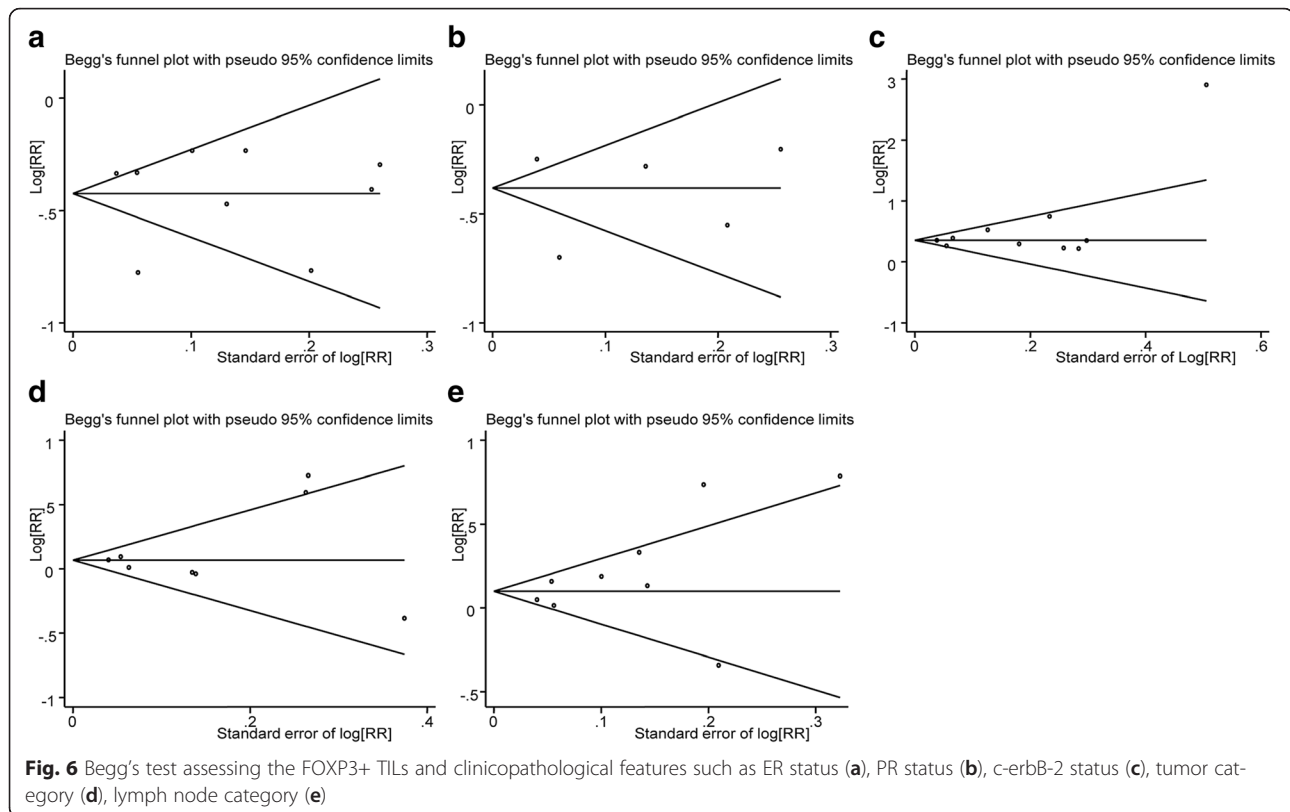 a
Begg's funnel plot with pseudo 95% confidence limits
Log[RR]
0
-.5
-1
0 .1 .2 .3
Standard error of log[RR]
b
Begg's funnel plot with pseudo 95% confidence limits
Log[RR]
0
-.5
-1
0 .1 .2 .3
Standard error of log[RR]
c
Begg's funnel plot with pseudo 95% confidence limits
Log[RR]
3
2
1
0
-1
0 .2 .4 .6
Standard error of Log[RR]
d
Begg's funnel plot with pseudo 95% confidence limits
Log[RR]
1
.5
0
-.5
-1
0 .2 .4
Standard error of log[RR]
e
Begg's funnel plot with pseudo 95% confidence limits
Log[RR]
1
.5
0
-.5
0 .1 .2 .3
Standard error of log[RR]
Fig. 6 Begg's test assessing the FOXP3+ TILs and clinicopathological features such as ER status (a), PR status (b), c-erbB-2 status (c), tumor cat-
egory (d), lymph node category (e)